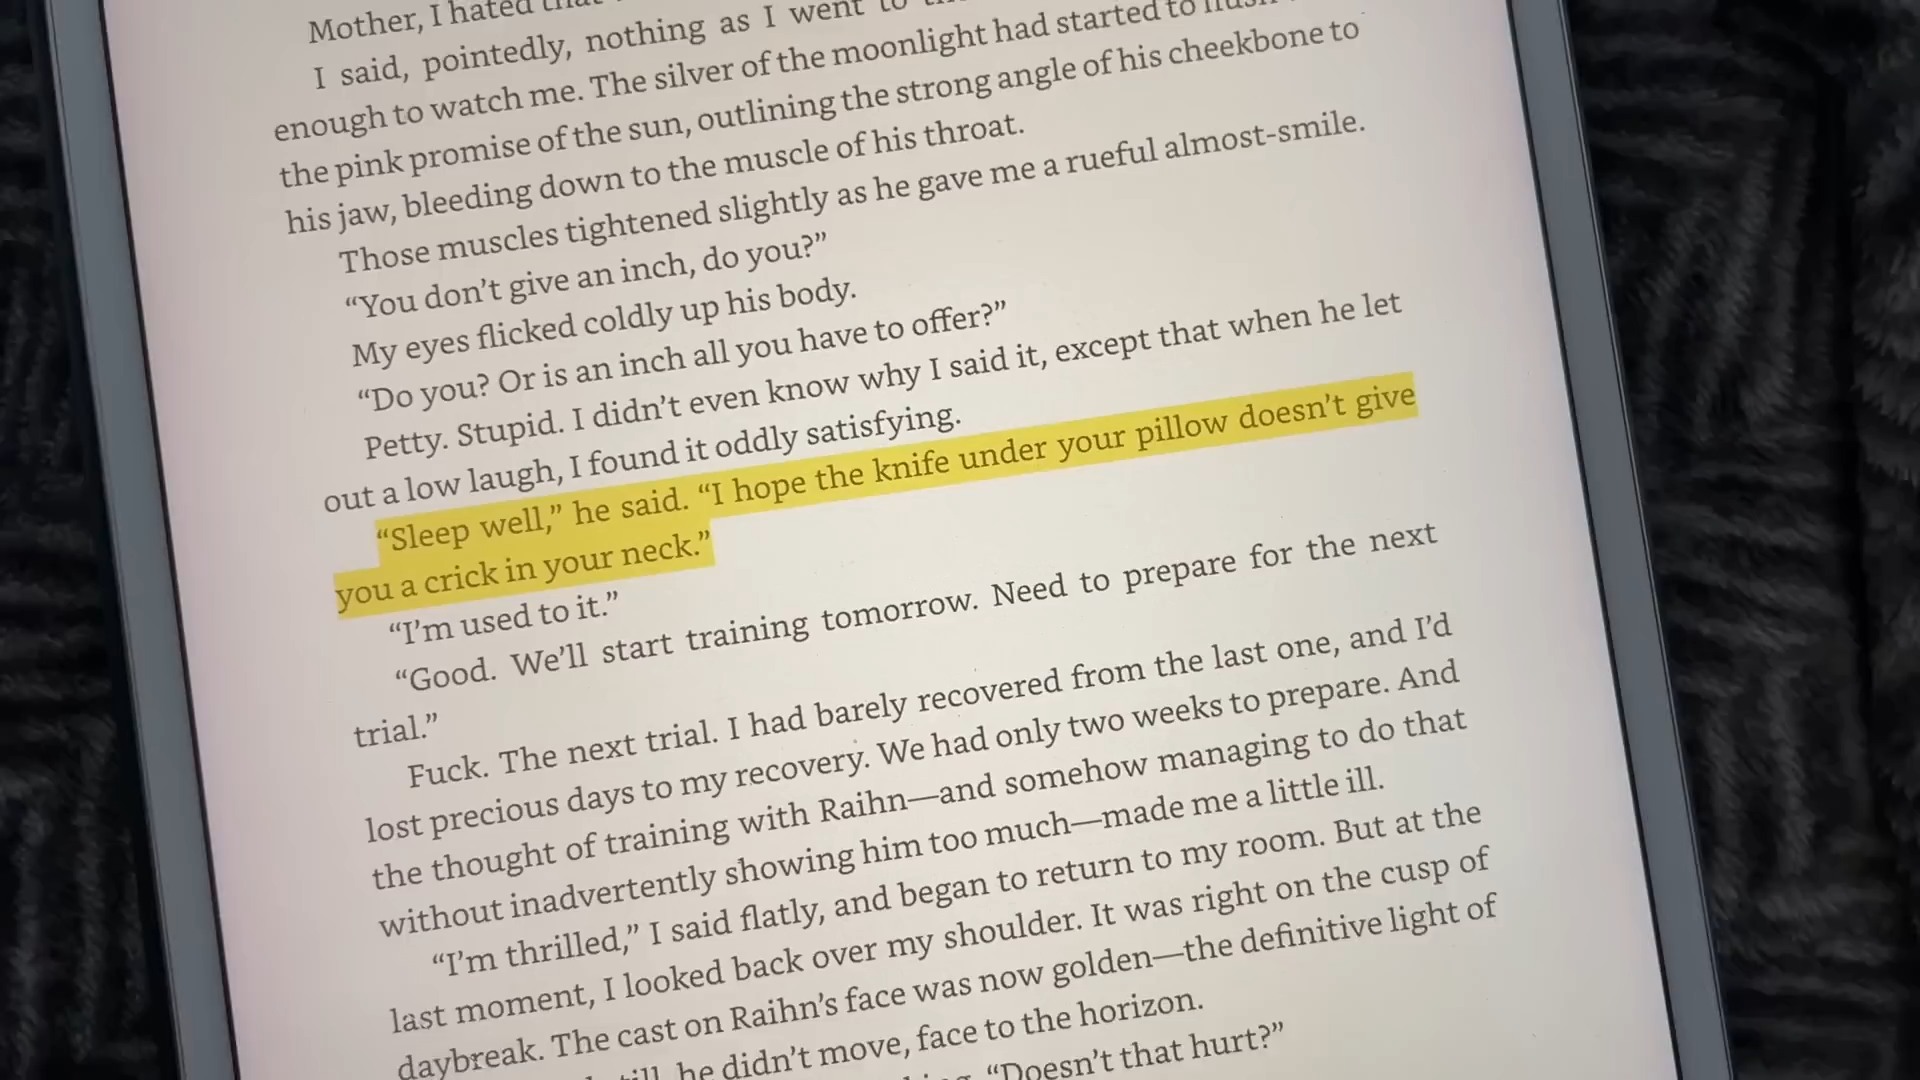 Mother, I hated
I said, pointedly, nothing as I went to
enough to watch me. The silver of the moonlight had started to
the pink promise of the sun, outlining the strong angle of his cheekbone to
his jaw, bleeding down to the muscle of his throat.
Those muscles tightened slightly as he gave me a rueful almost-smile.
“You don’t give an inch, do you?”
My eyes flicked coldly up his body.
“Do you? Or is an inch all you have to offer?”
Petty. Stupid. I didn’t even know why I said it, except that when he let
out a low laugh, I found it oddly satisfying.
“Sleep well,” he said. “I hope the knife under your pillow doesn’t give
you a crick in your neck.”
“I’m used to it.”
“Good. We’ll start training tomorrow. Need to prepare for the next
trial.”
Fuck. The next trial. I had barely recovered from the last one, and I’d
lost precious days to my recovery. We had only two weeks to prepare. And
the thought of training with Raihn—and somehow managing to do that
without inadvertently showing him too much—made me a little ill.
“I’m thrilled,” I said flatly, and began to return to my room. But at the
last moment, I looked back over my shoulder. It was right on the cusp of
daybreak. The cast on Raihn’s face was now golden—the definitive light of
he didn’t move, face to the horizon.
“Doesn’t that hurt?”